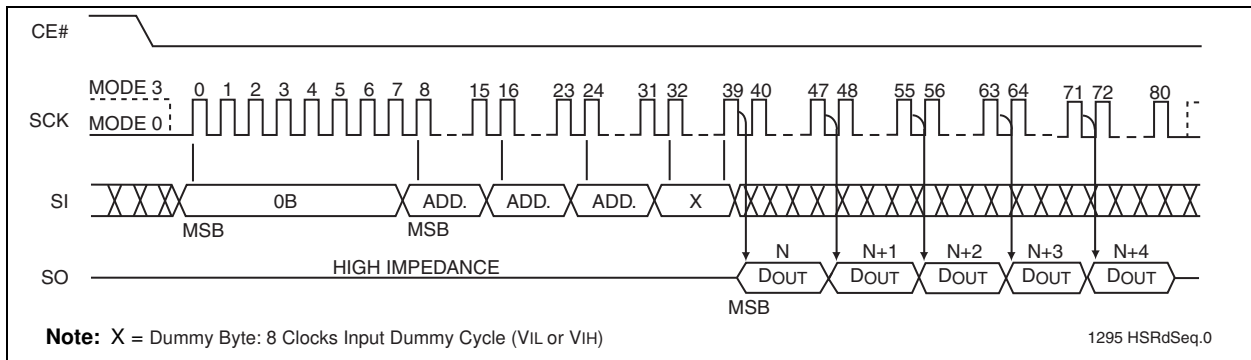 CE#
MODE 3
0 1 2 3 4 5 6 7 8 15 16 23 24 31 32 39 40 47 48 55 56 63 64 71 72 80
SCK
MODE 0
SI
0B ADD. ADD. ADD. X
MSB MSB
N N+1 N+2 N+3 N+4
HIGH IMPEDANCE
SO
DOUT DOUT DOUT DOUT DOUT
MSB
Note: X = Dummy Byte: 8 Clocks Input Dummy Cycle (VIL or VIH)
1295 HSRdSeq.0